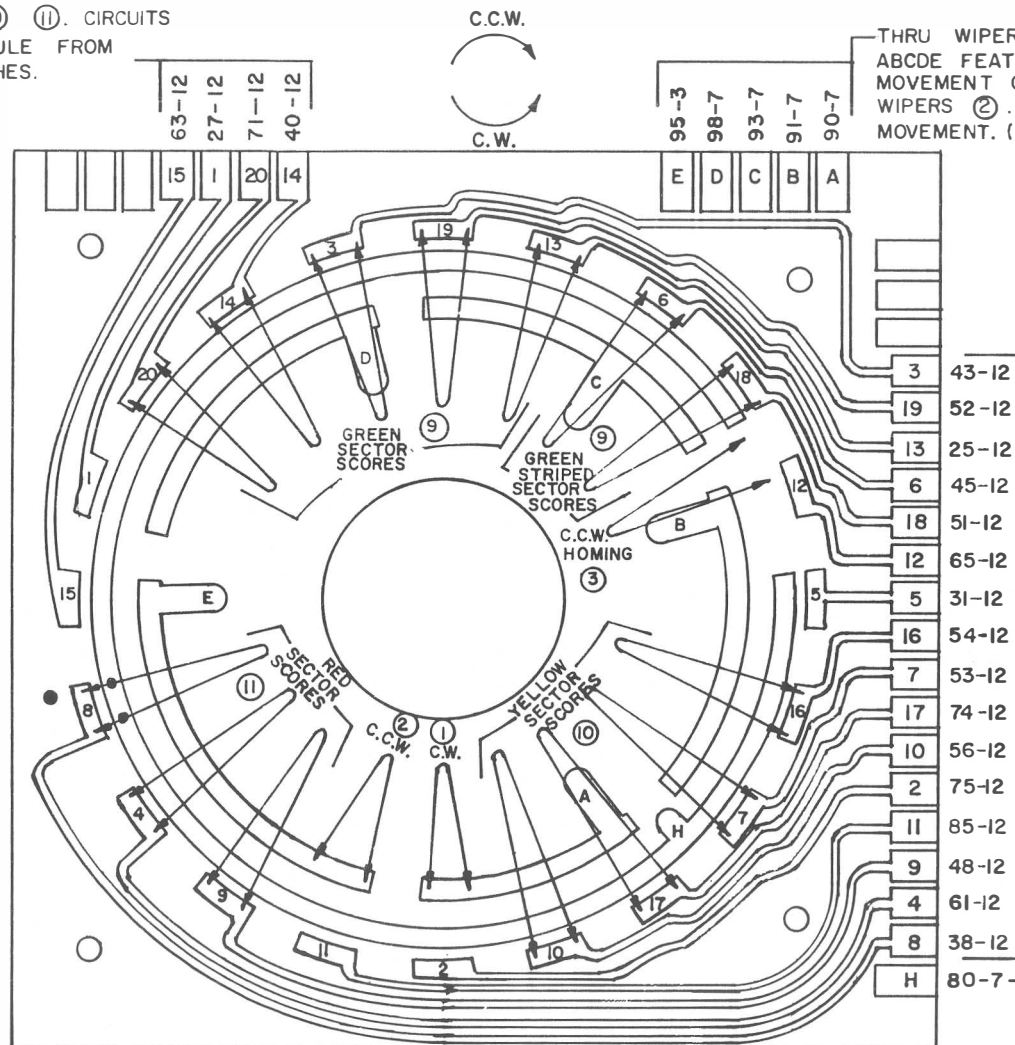 ⑪. CIRCUITS
ULE FROM
HES.
C.C.W.
C.W.
THRU WIPER
ABCDE FEAT
MOVEMENT
WIPERS ②.
MOVEMENT. (
63-12
27-12
71-12
40-12
95-3
98-7
93-7
91-7
90-7
15
1
20
14
E
D
C
B
A
3
19
13
6
18
12
5
16
7
17
10
2
11
9
4
8
15
1
20
14
D
C
B
A
H
E
GREEN
SECTOR
SCORES
⑨
GREEN
STRIPED
SECTOR
SCORES
⑨
C.C.W.
HOMING
③
RED
SECTOR
SCORES
⑪
②
C.C.W.
①
C.W.
YELLOW
SECTOR
SCORES
⑩
3 43-12
19 52-12
13 25-12
6 45-12
18 51-12
12 65-12
5 31-12
16 54-12
7 53-12
17 74-12
10 56-12
2 75-12
11 85-12
9 48-12
4 61-12
8 38-12
H 80-7-